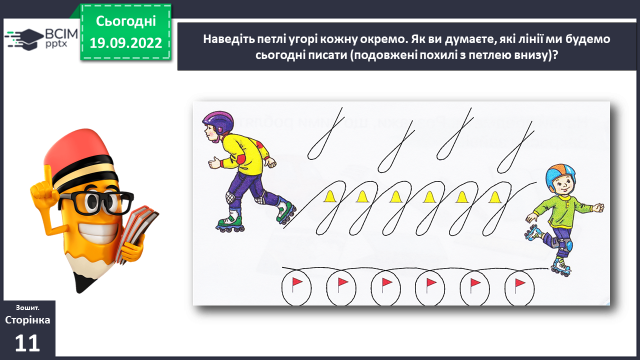 ВСІМ
pptx
Сьогодні
19.09.2022
Наведіть петлі угорі кожну окремо. Як ви думаєте, які лінії ми будемо
сьогодні писати (подовжені похилі з петлею внизу)?
Зошит.
Сторінка
11